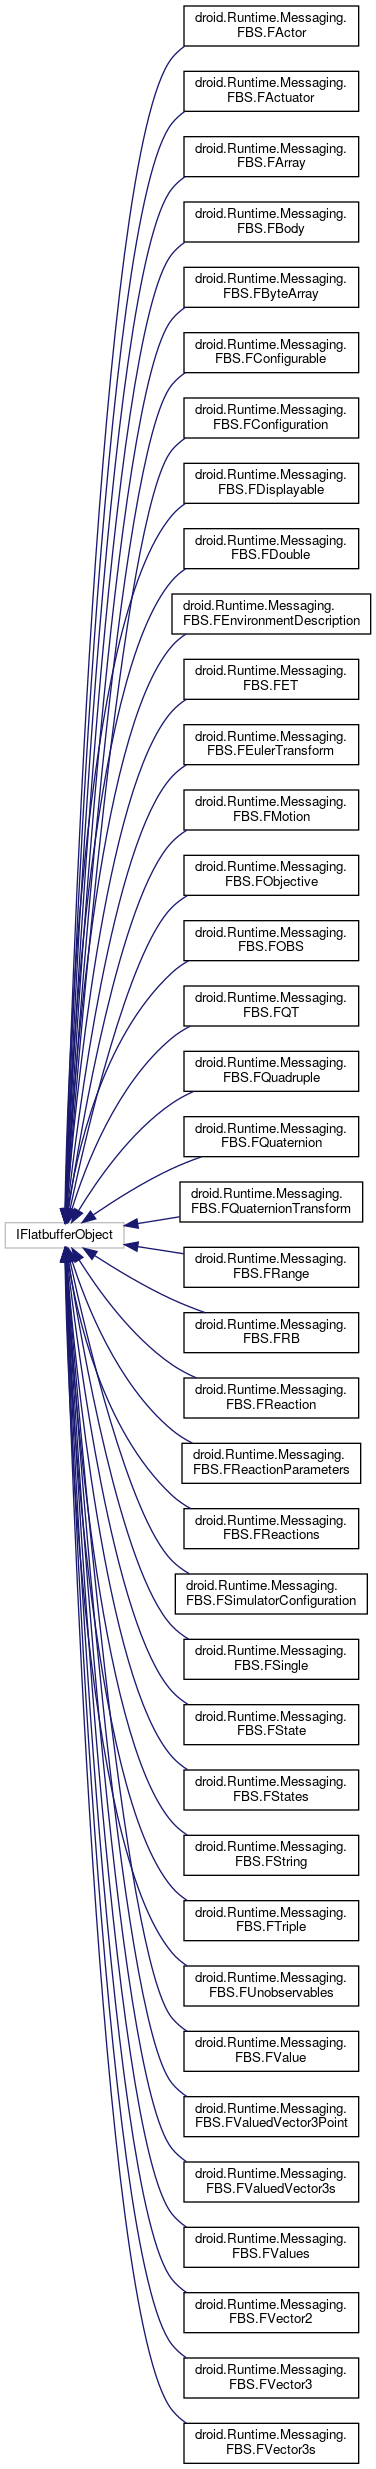 droid.Runtime.Messaging.
FBS.FActor
droid.Runtime.Messaging.
FBS.FActuator
droid.Runtime.Messaging.
FBS.FArray
droid.Runtime.Messaging.
FBS.FBody
droid.Runtime.Messaging.
FBS.FByteArray
droid.Runtime.Messaging.
FBS.FConfigurable
droid.Runtime.Messaging.
FBS.FConfiguration
droid.Runtime.Messaging.
FBS.FDisplayable
droid.Runtime.Messaging.
FBS.FDouble
droid.Runtime.Messaging.
FBS.FEnvironmentDescription
droid.Runtime.Messaging.
FBS.FET
droid.Runtime.Messaging.
FBS.FEulerTransform
droid.Runtime.Messaging.
FBS.FMotion
droid.Runtime.Messaging.
FBS.FObjective
droid.Runtime.Messaging.
FBS.FOBS
droid.Runtime.Messaging.
FBS.FQT
droid.Runtime.Messaging.
FBS.FQuadruple
droid.Runtime.Messaging.
FBS.FQuaternion
droid.Runtime.Messaging.
FBS.FQuaternionTransform
IFlatbufferObject
droid.Runtime.Messaging.
FBS.FRange
droid.Runtime.Messaging.
FBS.FRB
droid.Runtime.Messaging.
FBS.FReaction
droid.Runtime.Messaging.
FBS.FReactionParameters
droid.Runtime.Messaging.
FBS.FReactions
droid.Runtime.Messaging.
FBS.FSimulatorConfiguration
droid.Runtime.Messaging.
FBS.FSingle
droid.Runtime.Messaging.
FBS.FState
droid.Runtime.Messaging.
FBS.FStates
droid.Runtime.Messaging.
FBS.FString
droid.Runtime.Messaging.
FBS.FTriple
droid.Runtime.Messaging.
FBS.FUnobservables
droid.Runtime.Messaging.
FBS.FValue
droid.Runtime.Messaging.
FBS.FValuedVector3Point
droid.Runtime.Messaging.
FBS.FValuedVector3s
droid.Runtime.Messaging.
FBS.FValues
droid.Runtime.Messaging.
FBS.FVector2
droid.Runtime.Messaging.
FBS.FVector3
droid.Runtime.Messaging.
FBS.FVector3s